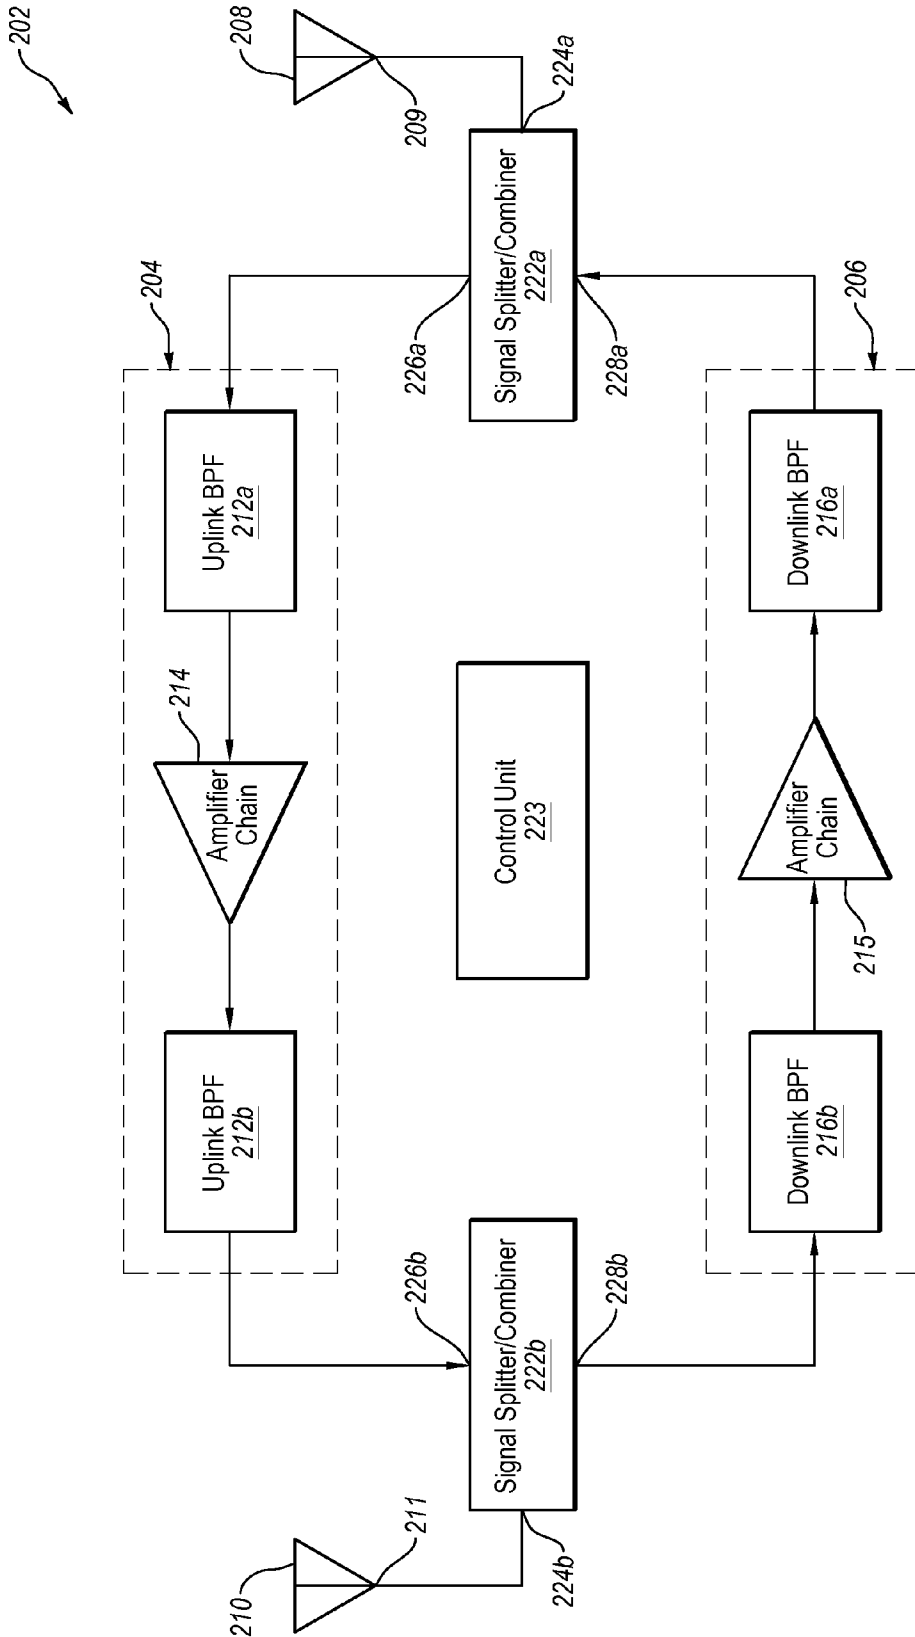 202
208
209
224a
204
Uplink BPF
212a
226a
Signal Splitter/Combiner
222a
228a
206
Downlink BPF
216a
214
Amplifier
Chain
Control Unit
223
Amplifier
Chain
215
Uplink BPF
212b
226b
Signal Splitter/Combiner
222b
228b
Downlink BPF
216b
210
211
224b